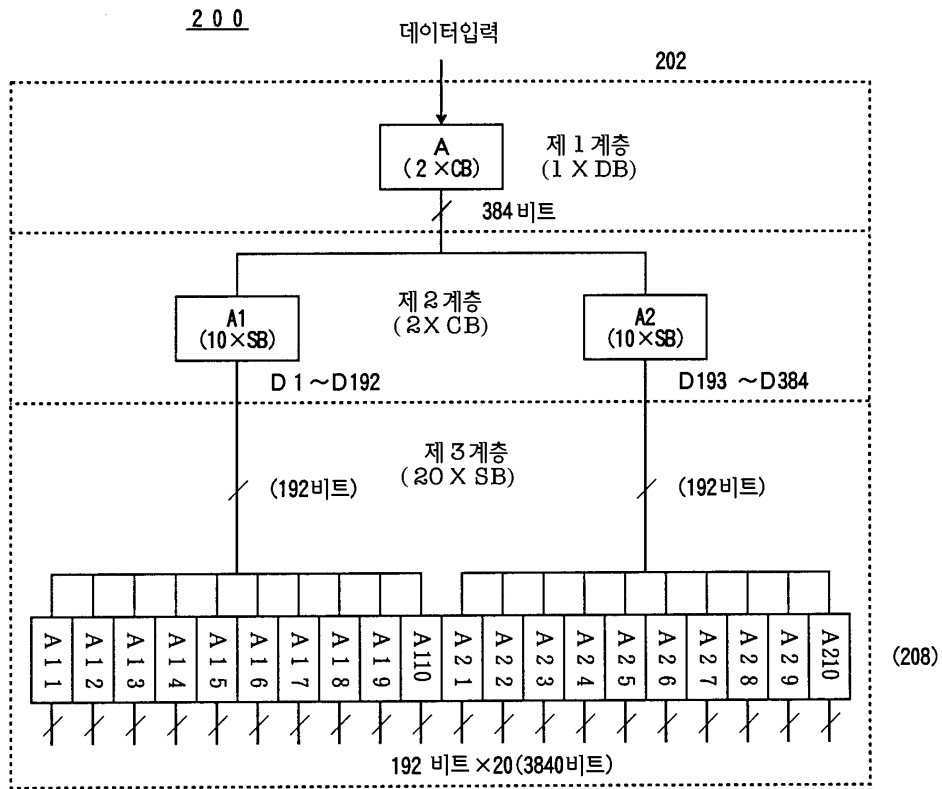 200
데이터입력
202
A
(2×CB)
제1계층
(1 X DB)
384비트
A1
(10×SB)
제2계층
(2X CB)
A2
(10×SB)
D1~D192
D193~D384
제3계층
(20 X SB)
(192비트)
(192비트)
A11
A12
A13
A14
A15
A16
A17
A18
A19
A110
A21
A22
A23
A24
A25
A26
A27
A28
A29
A210
(208)
192 비트×20(3840비트)